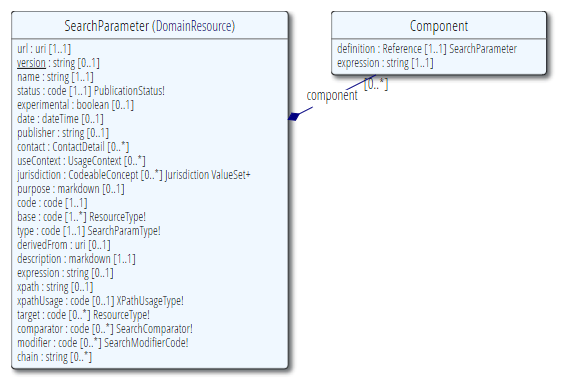 SearchParameter (DomainResource)
url : uri [1..1]
version : string [0..1]
name : string [1..1]
status : code [1..1] PublicationStatus!
experimental : boolean [0..1]
date : dateTime [0..1]
publisher : string [0..1]
contact : ContactDetail [0..*]
useContext : UsageContext [0..*]
jurisdiction : CodeableConcept [0..*] Jurisdiction ValueSet+
purpose : markdown [0..1]
code : code [1..1]
base : code [1..*] ResourceType!
type : code [1..1] SearchParamType!
derivedFrom : uri [0..1]
description : markdown [1..1]
expression : string [0..1]
xpath : string [0..1]
xpathUsage : code [0..1] XPathUsageType!
target : code [0..*] ResourceType!
comparator : code [0..*] SearchComparator!
modifier : code [0..*] SearchModifierCode!
chain : string [0..*]
Component
definition : Reference [1..1] SearchParameter
expression : string [1..1]
[0..*]
component